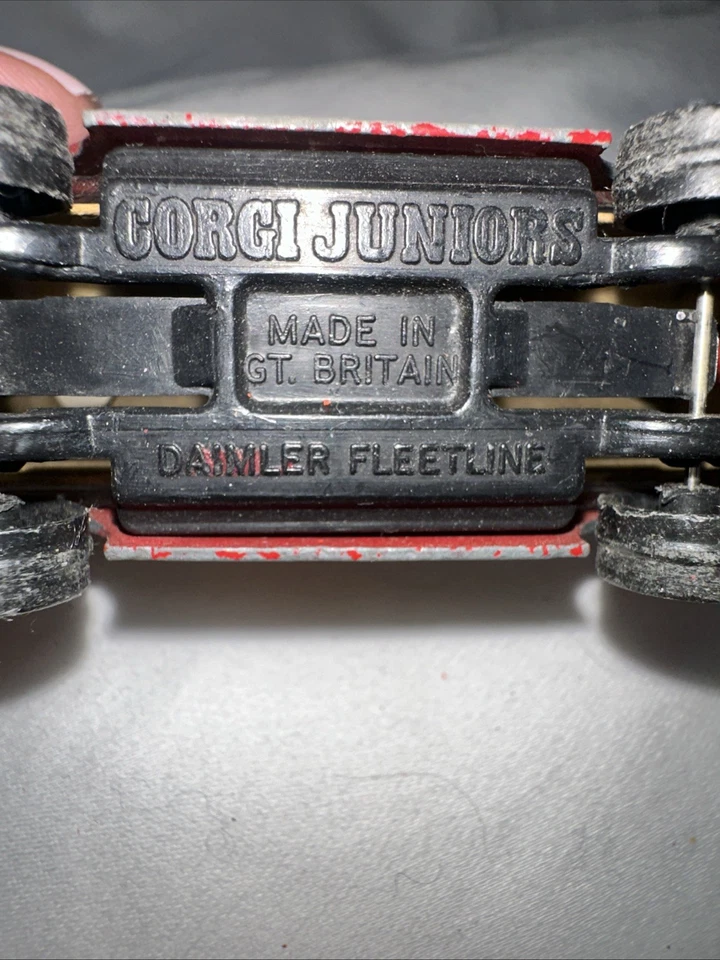 CORGI JUNIORS
MADE IN
GT. BRITAIN
DAIMLER FLEETLINE